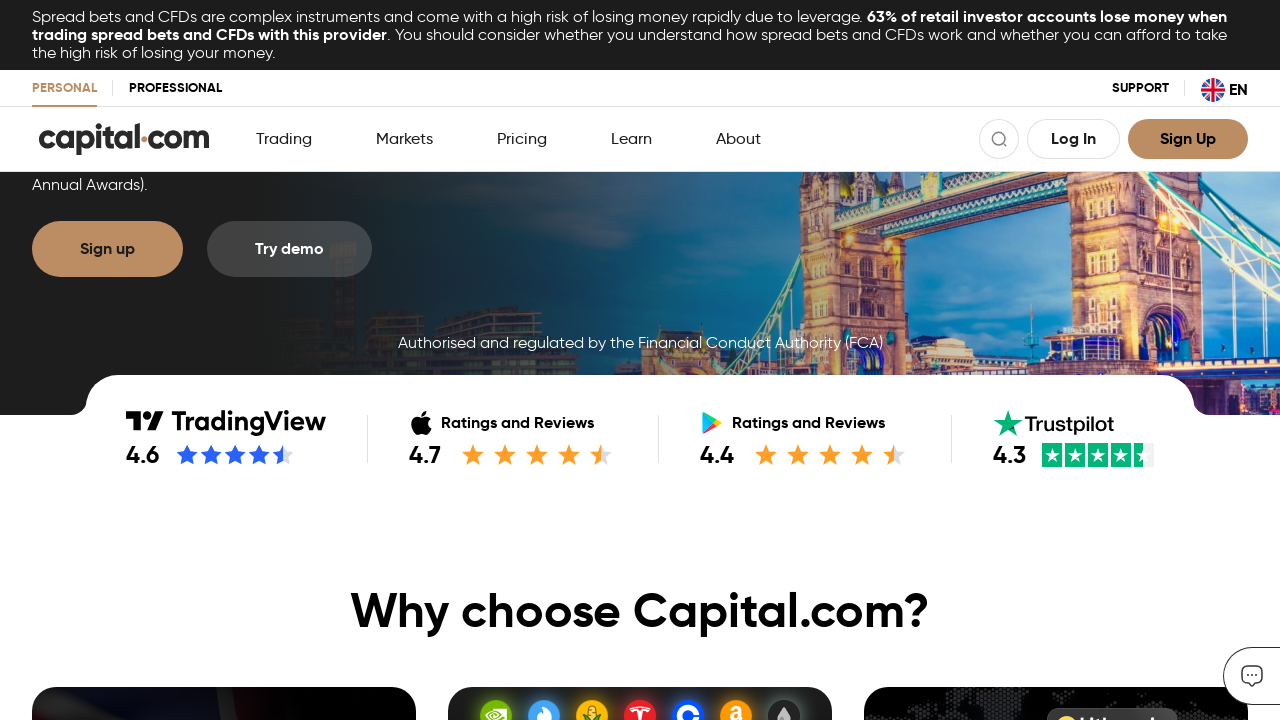 Spread bets and CFDs are complex instruments and come with a high risk of losing money rapidly due to leverage. 63% of retail investor accounts lose money when
trading spread bets and CFDs with this provider. You should consider whether you understand how spread bets and CFDs work and whether you can afford to take
the high risk of losing your money.
PERSONAL PROFESSIONAL SUPPORT EN
capital.com Trading Markets Pricing Learn About Log In Sign Up
Annual Awards).
Sign up Try demo
Authorised and regulated by the Financial Conduct Authority (FCA)
TradingView Ratings and Reviews Ratings and Reviews Trustpilot
4.6 4.7 4.4 4.3
Why choose Capital.com?